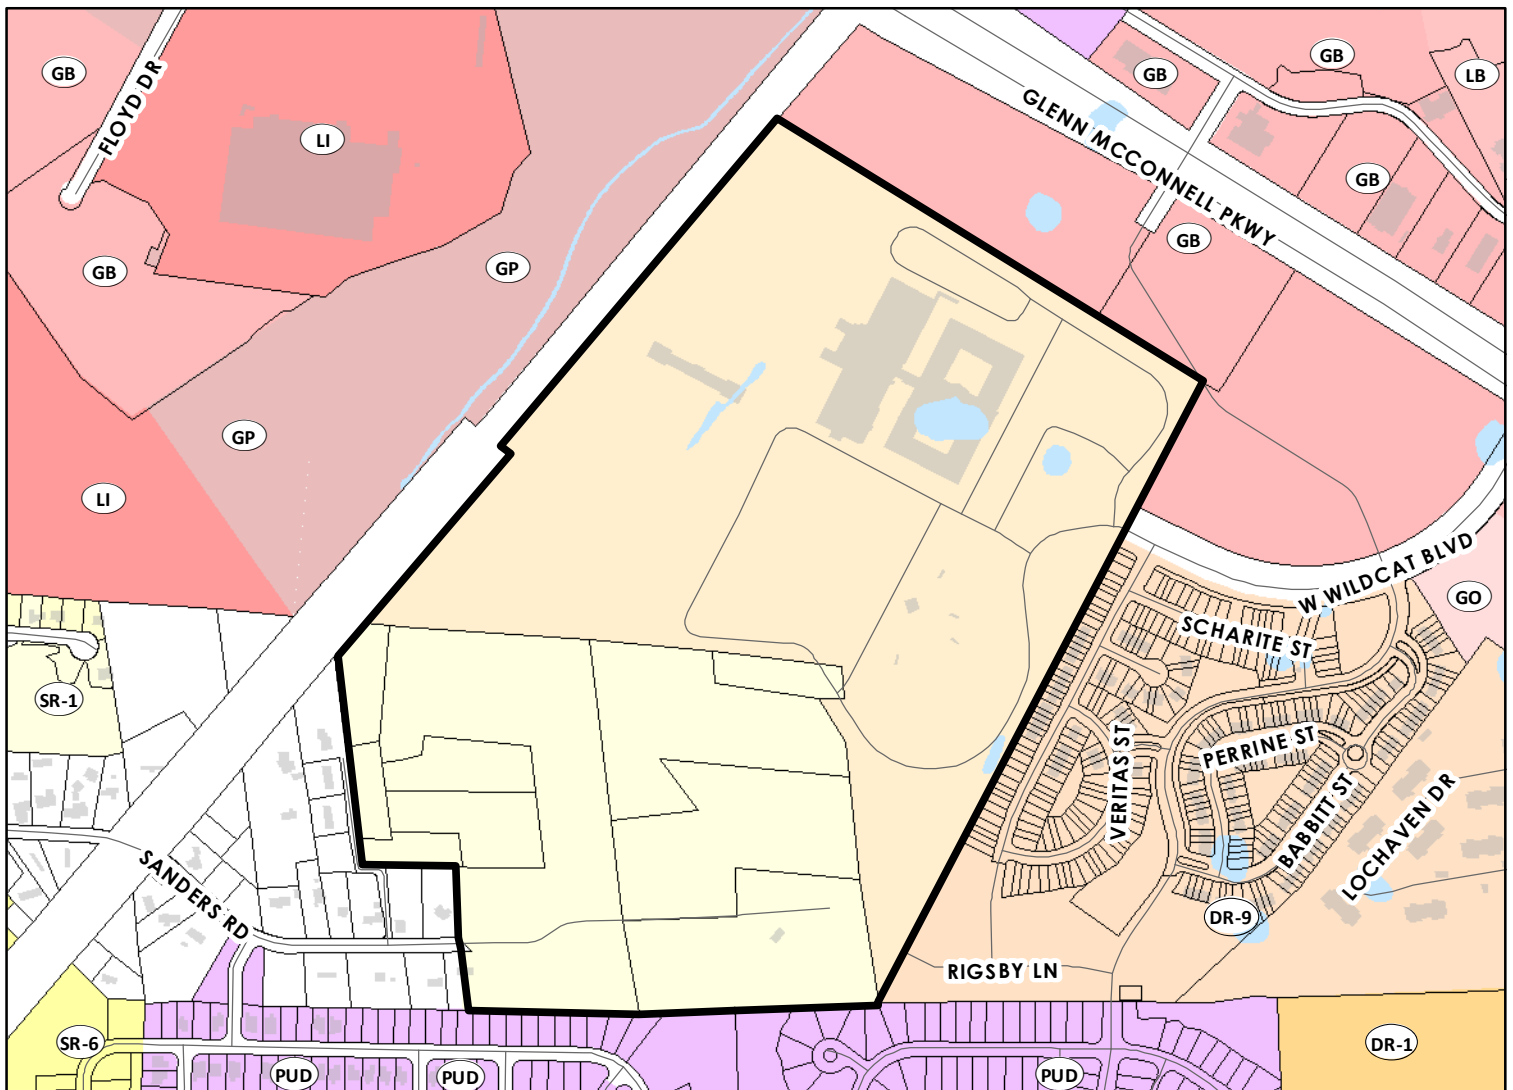 GB
LB
GB
GB
FLOYD DR
GLENN MCCONNELL PKWY
LI
GB
GB
GP
GB
GP
LI
W WILDCAT BLVD
GO
SCHARITE ST
SR-1
VERITAS ST
PERRINE ST
BABBITT ST
LOCHAVEN DR
SANDERS RD
DR-9
RIGSBY LN
SR-6
DR-1
PUD
PUD
PUD